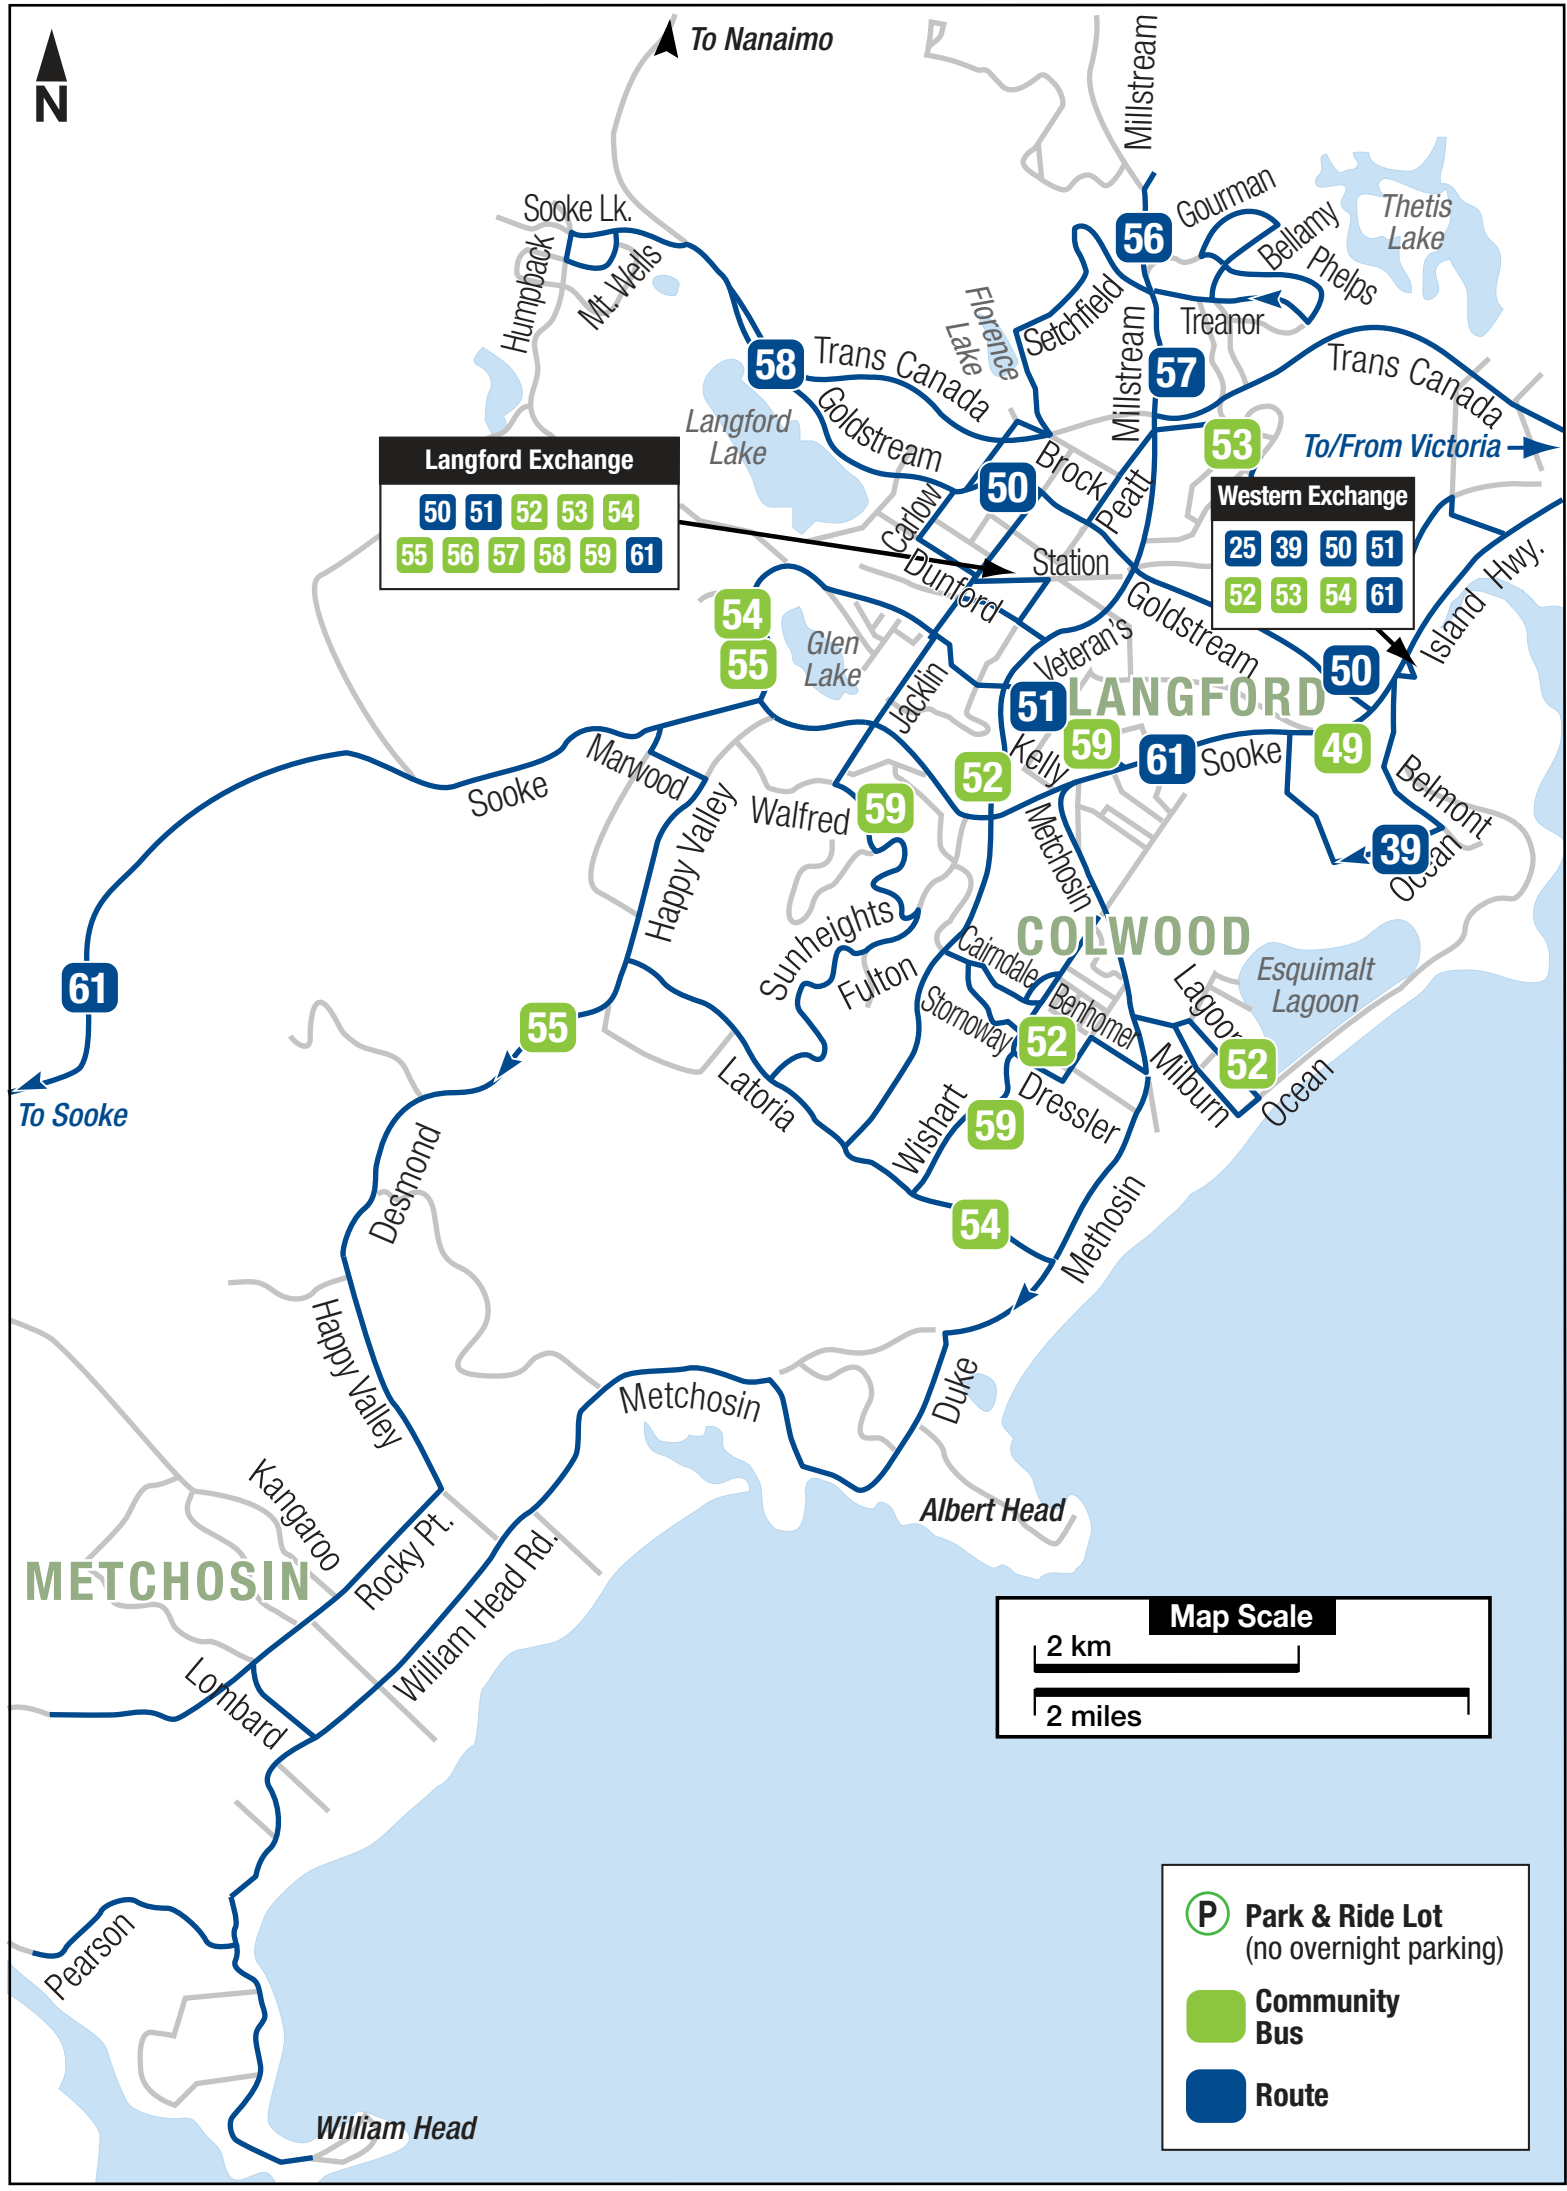 To Nanaimo
N
Millstream
Sooke Lk.
Gourman
Thetis
Lake
56
Bellamy
Phelps
Humpback
Mt. Wells
Florence
Lake
Setchfield
Treanor
Millstream
57
58
Trans Canada
Trans Canada
Goldstream
Langford
Lake
53
To/From Victoria
Langford Exchange
50 51 52 53 54
55 56 57 58 59 61
Brock
50
Peatt
Western Exchange
25 39 50 51
52 53 54 61
Carlow
Station
Dunford
Goldstream
Island Hwy.
54
55
Glen
Lake
Veteran's
50
Jacklin
51
LANGFORD
59
Kelly
61
Sooke
49
Marwood
Sooke
52
Belmont
Walfred
59
Happy Valley
Metchosin
39
Ocean
COLWOOD
Sunheights
Cairndale
Esquimalt
Lagoon
Lagoon
61
Fulton
Stornoway
Benhomer
55
52
52
Milburn
Ocean
Latoria
Dressler
To Sooke
Wishart
59
Desmond
54
Methosin
Happy Valley
Duke
Metchosin
Kangaroo
Albert Head
Rocky Pt.
METCHOSIN
William Head Rd.
Lombard
Map Scale
2 km
2 miles
Pearson
P Park & Ride Lot
(no overnight parking)
Community
Bus
Route
William Head